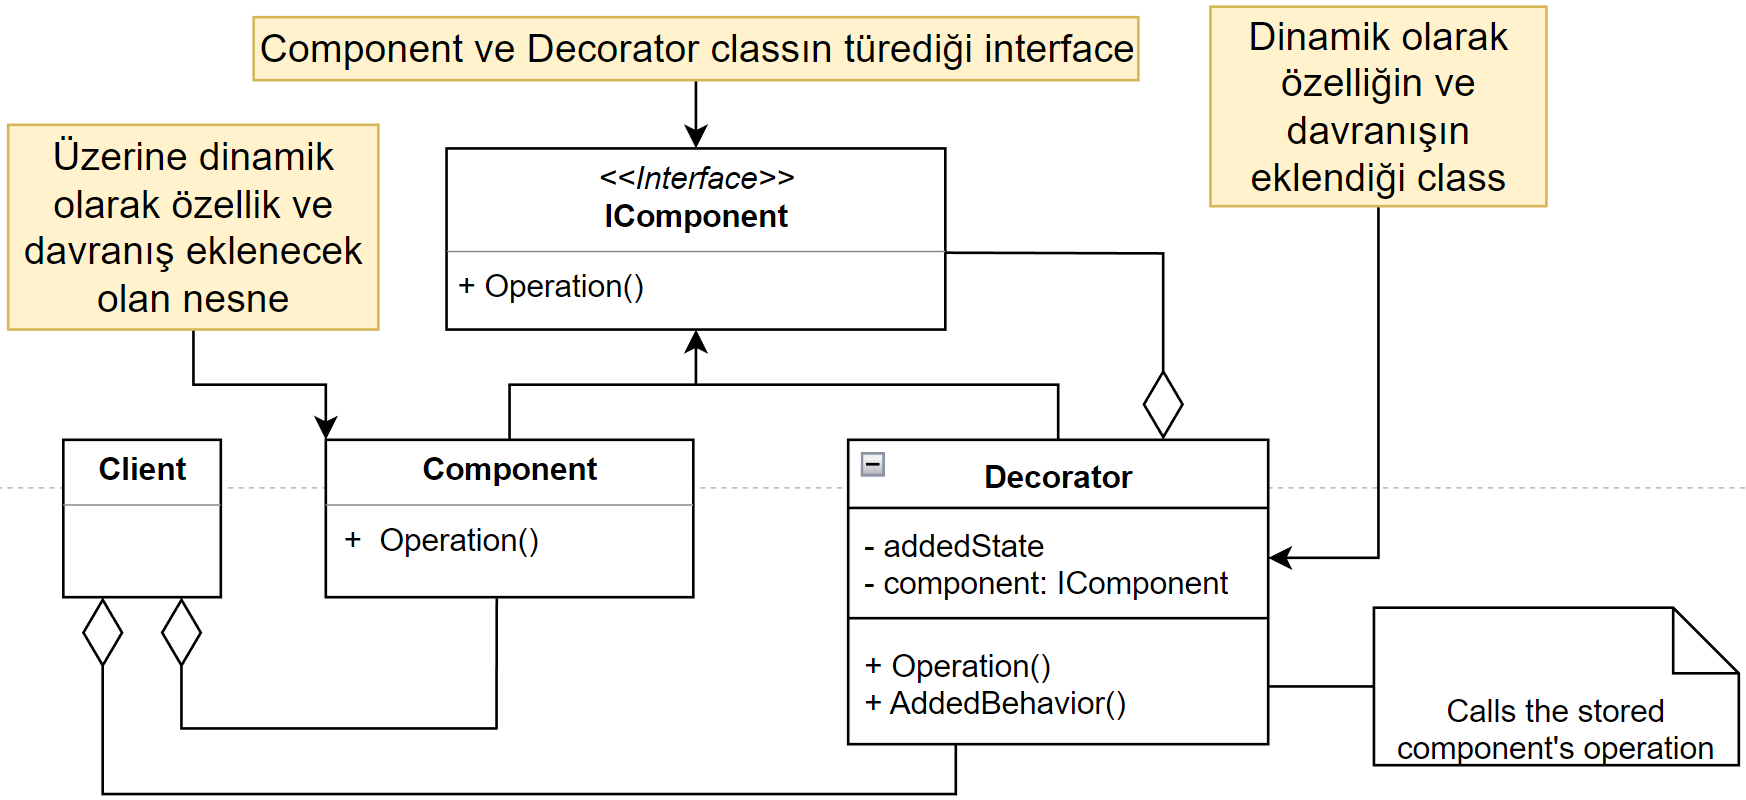 Component ve Decorator classın türediği interface
Dinamik olarak
özelliğin ve
davranışın
eklendiği class
Üzerine dinamik
olarak özellik ve
davranış eklenecek
olan nesne
<<Interface>>
IComponent
+ Operation()
Client
Component
+ Operation()
Decorator
- addedState
- component: IComponent
+ Operation()
+ AddedBehavior()
Calls the stored
component's operation